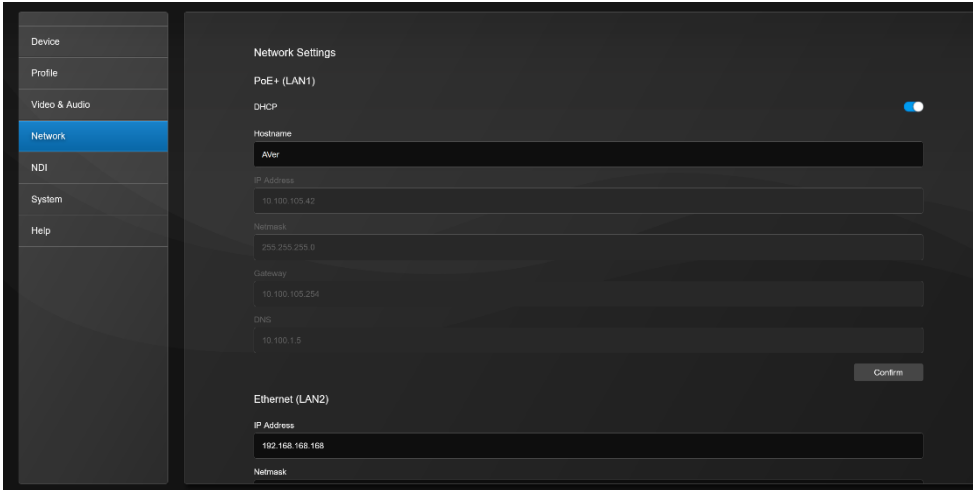 Device
Profile
Video & Audio
Network
NDI
System
Help
Network Settings
PoE+ (LAN1)
DHCP
Hostname
AVer
IP Address
10.100.105.42
Netmask
255.255.255.0
Gateway
10.100.105.254
DNS
10.100.1.5
Confirm
Ethernet (LAN2)
IP Address
192.168.168.168
Netmask